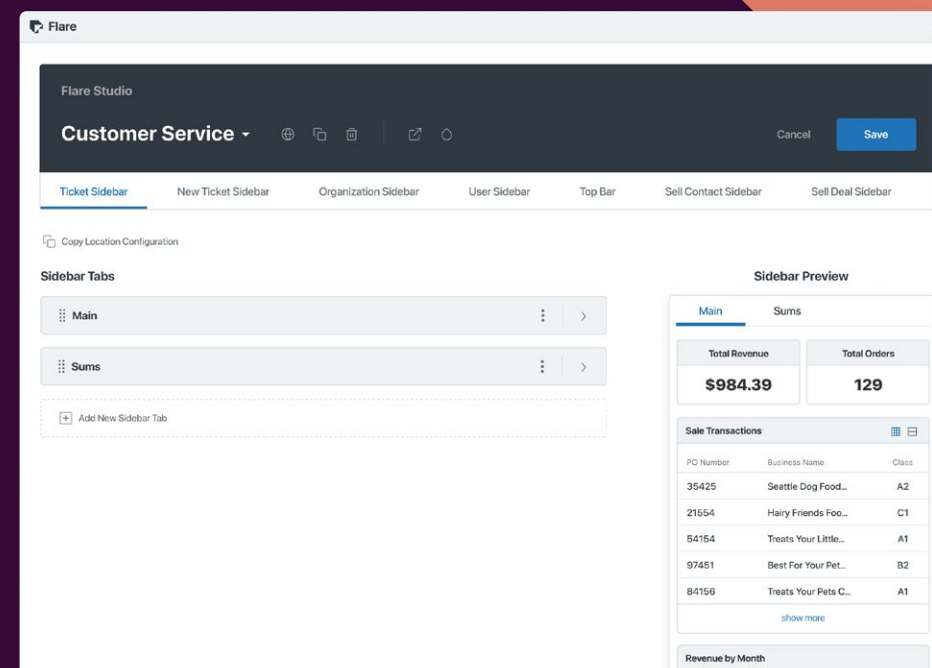 Flare
Flare Studio
Customer Service
Cancel
Save
Ticket Sidebar
New Ticket Sidebar
Organization Sidebar
User Sidebar
Top Bar
Sell Contact Sidebar
Sell Deal Sidebar
Copy Location Configuration
Sidebar Tabs
Main
Sums
Add New Sidebar Tab
Sidebar Preview
Main Sums
Total Revenue Total Orders
$984.39 129
Sale Transactions
PO Number Business Name Class
35425 Seattle Dog Food... A2
21554 Hairy Friends Foo... C1
54154 Treats Your Little... A1
97451 Best For Your Pet... B2
84156 Treats Your Pets C... A1
show more
Revenue by Month